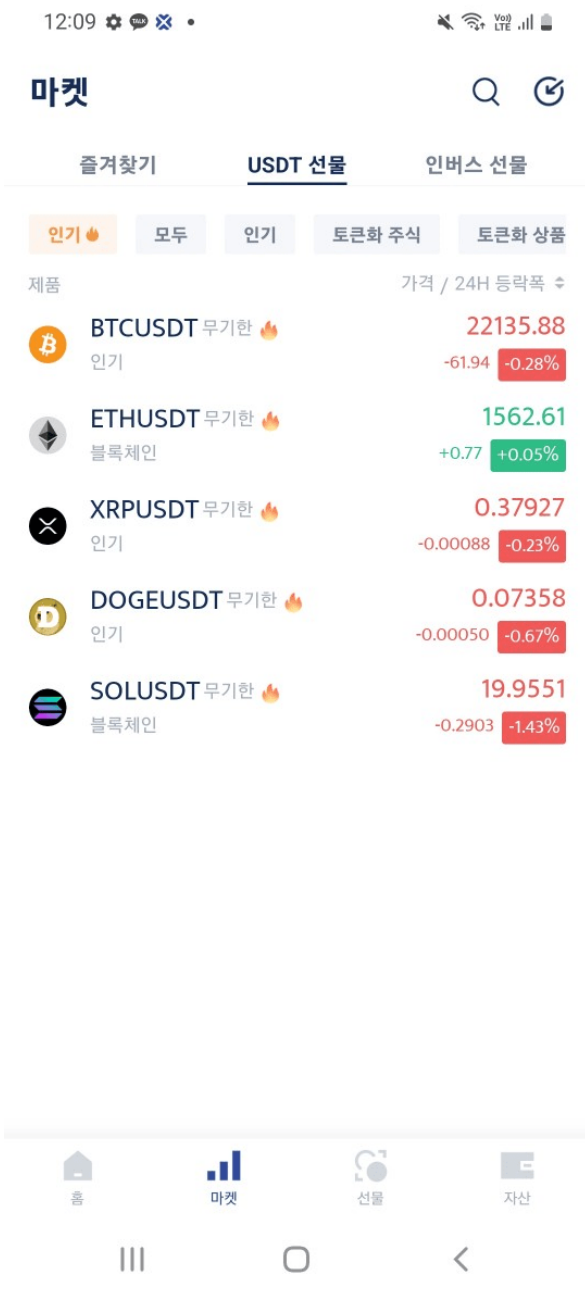 12:09
TALK
Vo)) LTE
마켓
즐겨찾기 USDT 선물 인버스 선물
인기 모두 인기 토큰화 주식 토큰화 상품
제품 가격 / 24H 등락폭
BTCUSDT 무기한 22135.88
인기 -61.94 -0.28%
ETHUSDT 무기한 1562.61
블록체인 +0.77 +0.05%
XRPUSDT 무기한 0.37927
인기 -0.00088 -0.23%
DOGEUSDT 무기한 0.07358
인기 -0.00050 -0.67%
SOLUSDT 무기한 19.9551
블록체인 -0.2903 -1.43%
홈 마켓 선물 자산